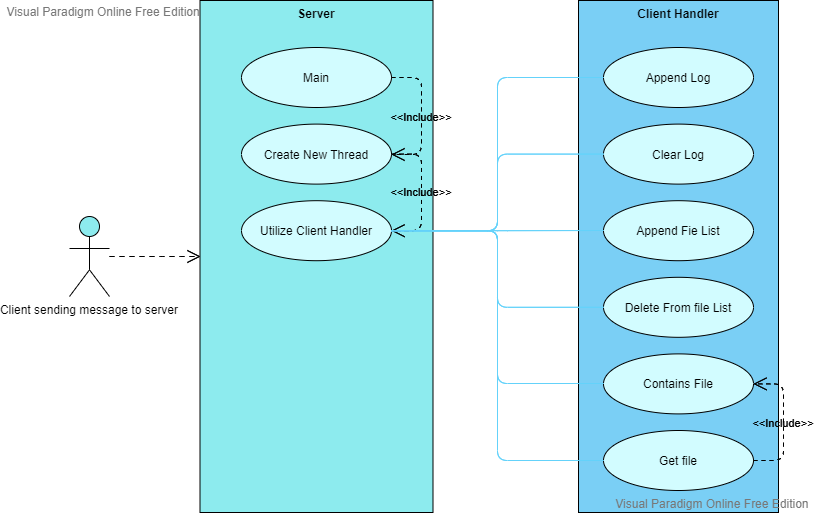 Visual Paradigm Online Free Edition
Server
Client Handler
Main
Append Log
<<Include>>
Create New Thread
Clear Log
<<Include>>
Utilize Client Handler
Append Fie List
Client sending message to server
Delete From file List
Contains File
<<Include>>
Get file
Visual Paradigm Online Free Edition